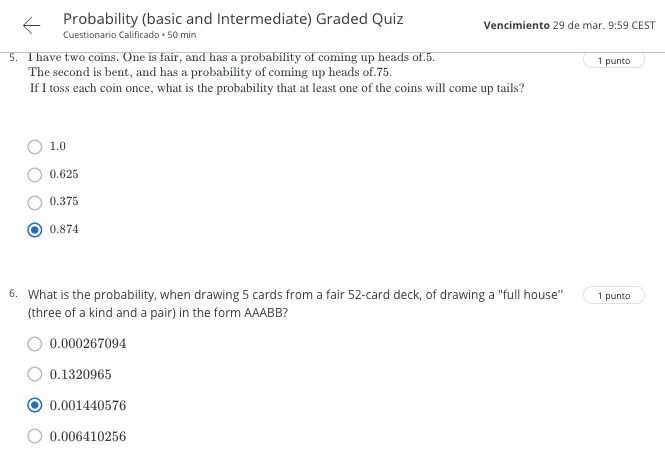 Probability (basic and Intermediate) Graded Quiz
Cuestionario Calificado • 50 min
Vencimiento 29 de mar. 9:59 CEST
5. I have two coins. One is fair, and has a probability of coming up heads of.5.
1 punto
The second is bent, and has a probability of coming up heads of.75.
If I toss each coin once, what is the probability that at least one of the coins will come up tails?
1.0
0.625
0.375
0.874
6. What is the probability, when drawing 5 cards from a fair 52-card deck, of drawing a "full house"
1 punto
(three of a kind and a pair) in the form AAABB?
0.000267094
0.1320965
0.001440576
0.006410256